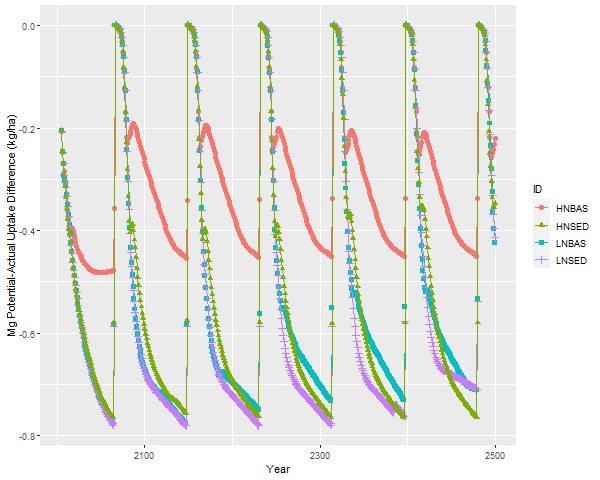 0.0
-0.2
-0.4
-0.6
-0.8
Mg Potential-Actual Uptake Difference (kg/ha)
2100
2300
2500
Year
ID
HNBAS
HNSED
LNBAS
LNSED